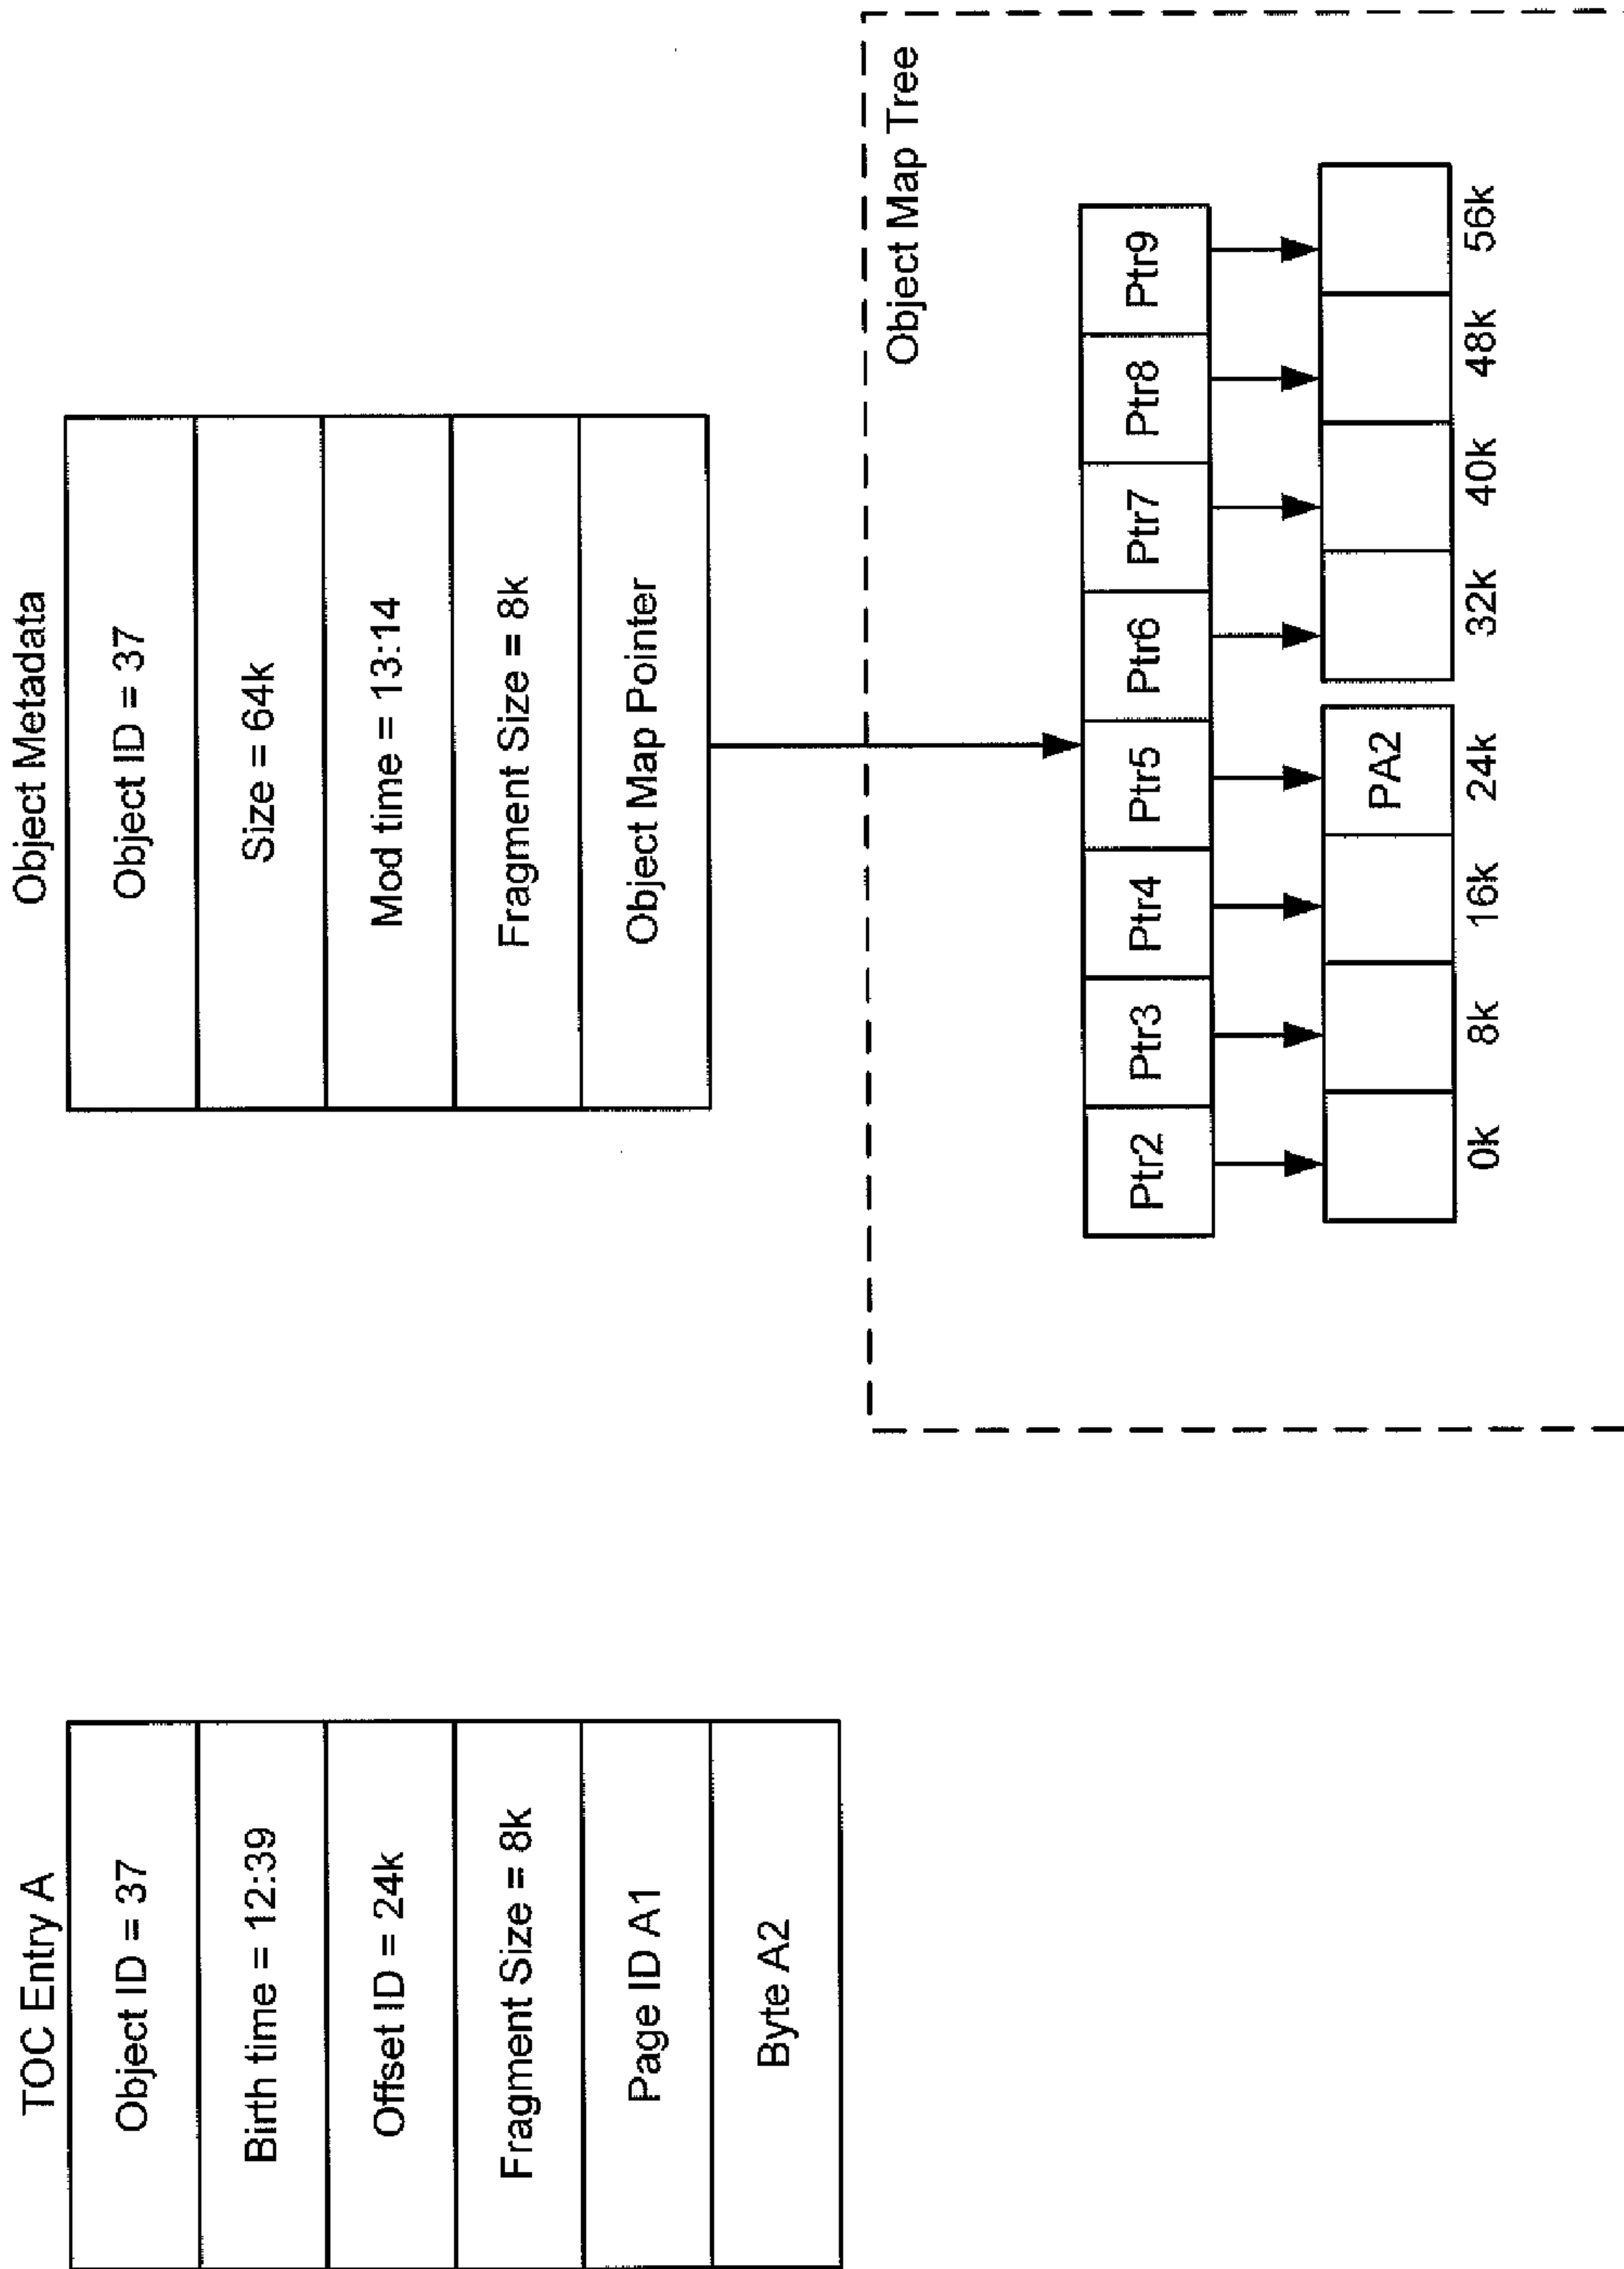 TOC Entry A
Object ID = 37
Birth time = 12:39
Offset ID = 24k
Fragment Size = 8k
Page ID A1
Byte A2
Object Metadata
Object ID = 37
Size = 64k
Mod time = 13:14
Fragment Size = 8k
Object Map Pointer
Object Map Tree
Ptr2 Ptr3 Ptr4 Ptr5 Ptr6 Ptr7 Ptr8 Ptr9
PA2
0k 8k 16k 24k 32k 40k 48k 56k